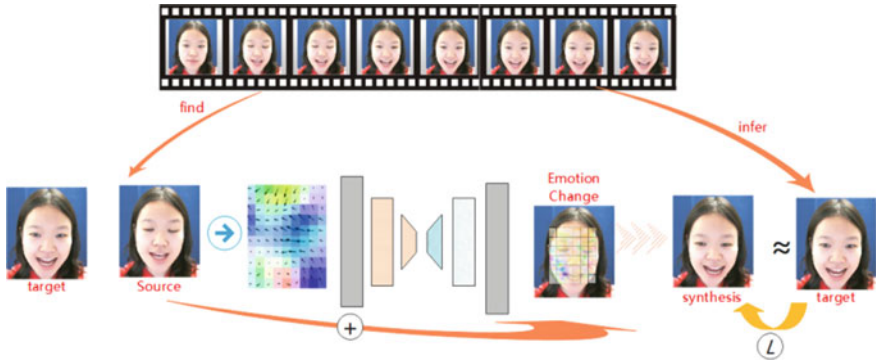 find
infer
Emotion
Change
target
Source
synthesis
≈
target
+
L